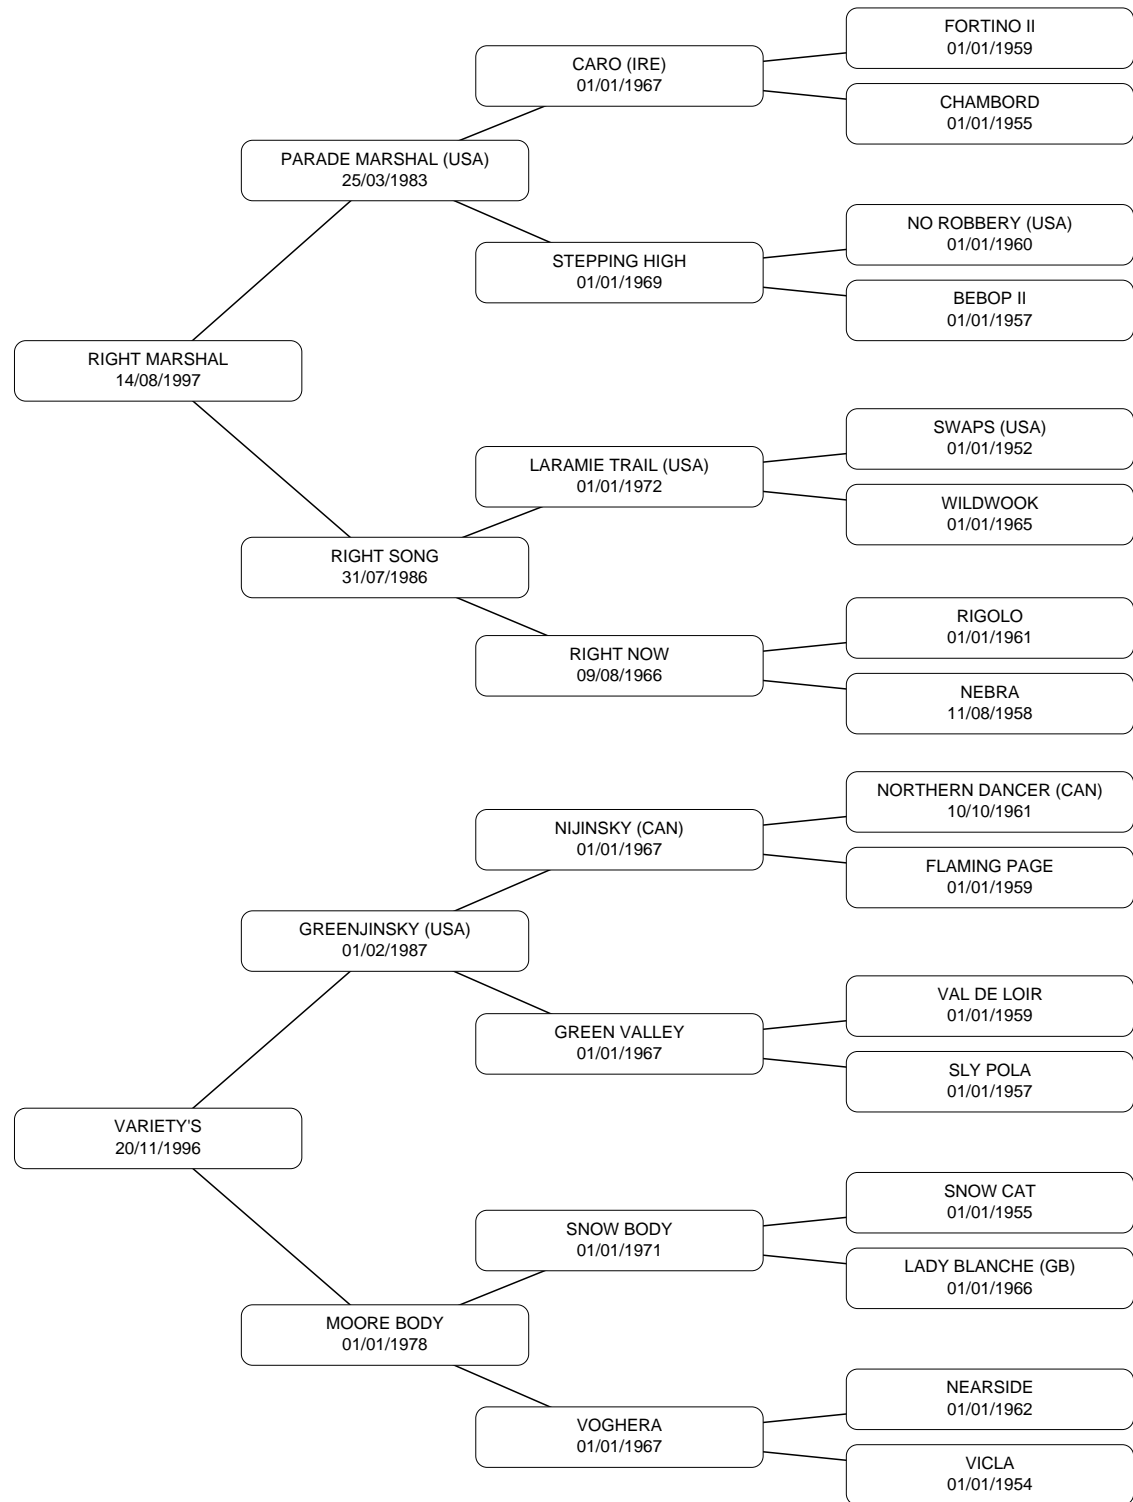 FORTINO II
01/01/1959
CARO (IRE)
01/01/1967
CHAMBORD
01/01/1955
PARADE MARSHAL (USA)
25/03/1983
NO ROBBERY (USA)
01/01/1960
STEPPING HIGH
01/01/1969
BEBOP II
01/01/1957
RIGHT MARSHAL
14/08/1997
SWAPS (USA)
01/01/1952
LARAMIE TRAIL (USA)
01/01/1972
WILDWOOK
01/01/1965
RIGHT SONG
31/07/1986
RIGOLO
01/01/1961
RIGHT NOW
09/08/1966
NEBRA
11/08/1958
NORTHERN DANCER (CAN)
10/10/1961
NIJINSKY (CAN)
01/01/1967
FLAMING PAGE
01/01/1959
GREENJINSKY (USA)
01/02/1987
VAL DE LOIR
01/01/1959
GREEN VALLEY
01/01/1967
SLY POLA
01/01/1957
VARIETY'S
20/11/1996
SNOW CAT
01/01/1955
SNOW BODY
01/01/1971
LADY BLANCHE (GB)
01/01/1966
MOORE BODY
01/01/1978
NEARSIDE
01/01/1962
VOGHERA
01/01/1967
VICLA
01/01/1954